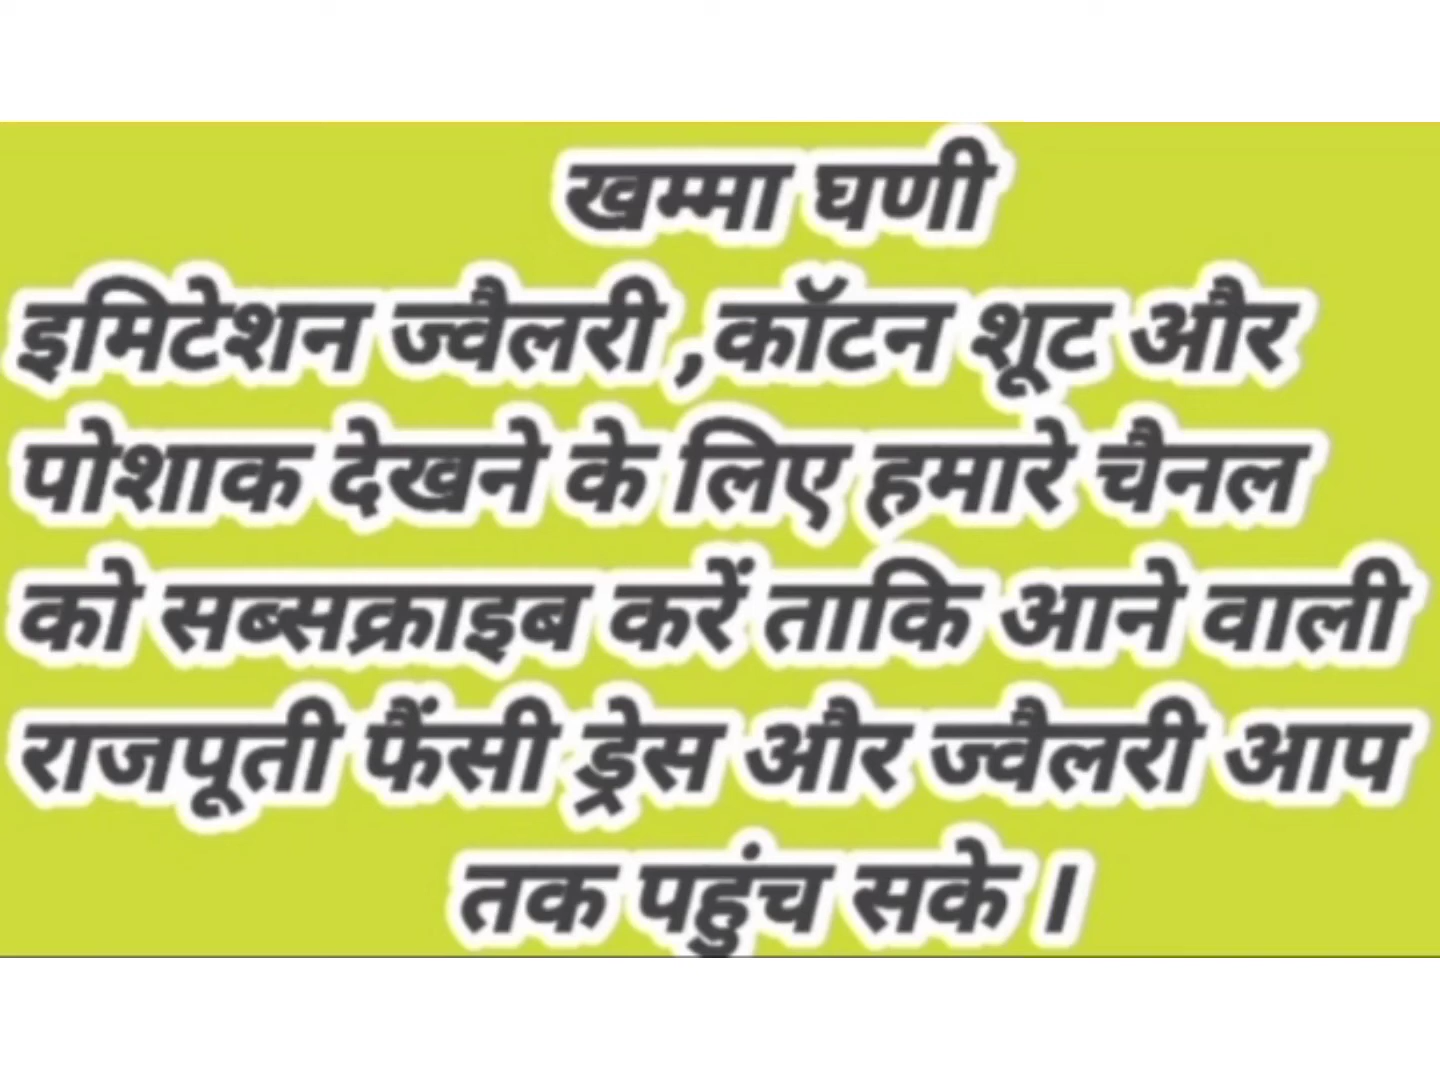 खम्मा घणी
इमिटेशन ज्वैलरी ,कॉटन शूट और
पोशाक देखने के लिए हमारे चैनल
को सब्सक्राइब करें ताकि आने वाली
राजपूती फैंसी ड्रेस और ज्वैलरी आप
तक पहुंच सके ।